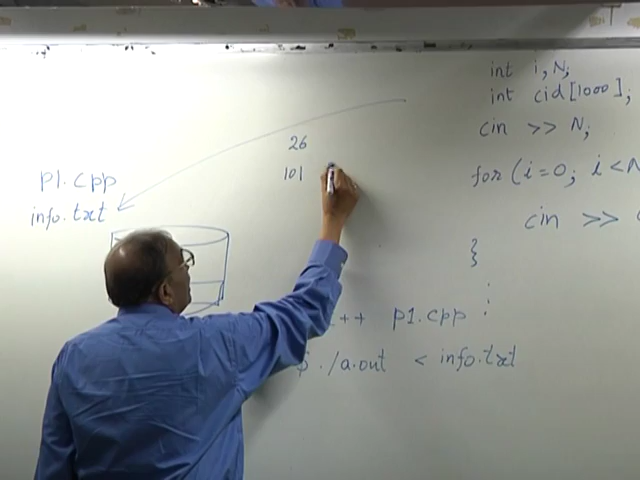 p1.cpp
info.txt
26
101
int i, N;
int cid[1000];
cin >> N;
for (i=0; i<N
cin >>
}
⋮
++ p1.cpp
$ ./a.out < info.txt